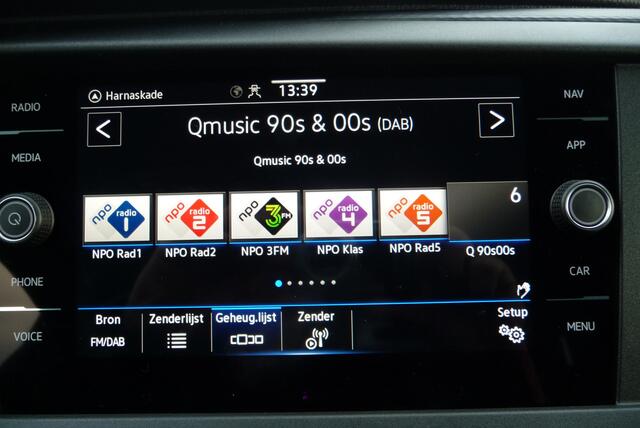 Harnaskade
13:39
Qmusic 90s & 00s (DAB)
Qmusic 90s & 00s
npo radio 1
npo radio 2
npo 3FM
npo radio 4
npo radio 5
6
NPO Rad1
NPO Rad2
NPO 3FM
NPO Klas
NPO Rad5
Q 90s00s
Bron
FM/DAB
Zenderlijst
Geheug.lijst
Zender
Setup
RADIO
MEDIA
PHONE
VOICE
NAV
APP
CAR
MENU